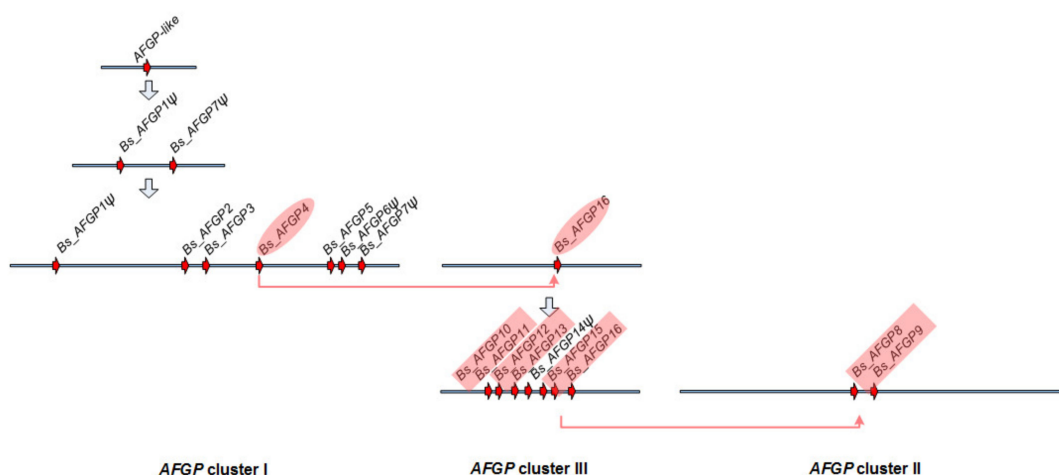 AFGP-like
Bs_AFGP1Ψ
Bs_AFGP7Ψ
Bs_AFGP1Ψ
Bs_AFGP2
Bs_AFGP3
Bs_AFGP4
Bs_AFGP5
Bs_AFGP6Ψ
Bs_AFGP7Ψ
Bs_AFGP16
Bs_AFGP10
Bs_AFGP11
Bs_AFGP12
Bs_AFGP13
Bs_AFGP14Ψ
Bs_AFGP15
Bs_AFGP16
Bs_AFGP8
Bs_AFGP9
AFGP cluster I
AFGP cluster III
AFGP cluster II